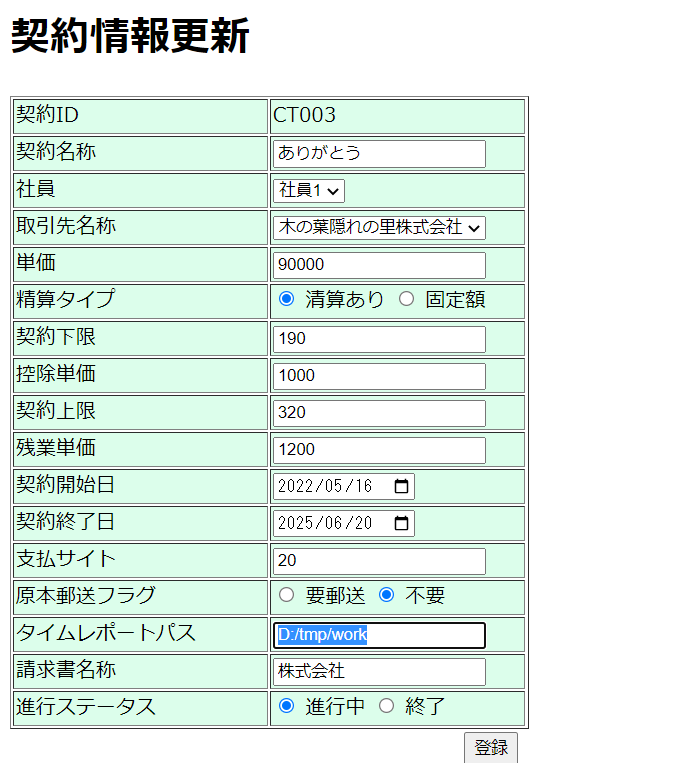 契約情報更新
契約ID CT003
契約名称 ありがとう
社員 社員1
取引先名称 木の葉隠れの里株式会社
単価 90000
精算タイプ 清算あり 固定額
契約下限 190
控除単価 1000
契約上限 320
残業単価 1200
契約開始日 2022/05/16
契約終了日 2025/06/20
支払サイト 20
原本郵送フラグ 要郵送 不要
タイムレポートパス D:/tmp/work
請求書名称 株式会社
進行ステータス 進行中 終了
登録